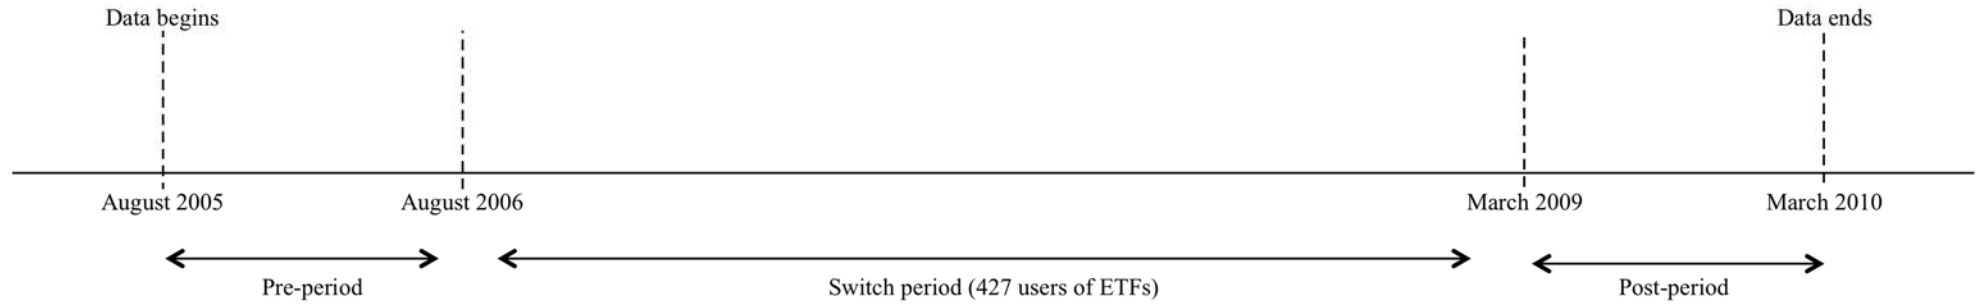 Data begins
Data ends
August 2005
August 2006
March 2009
March 2010
Pre-period
Switch period (427 users of ETFs)
Post-period